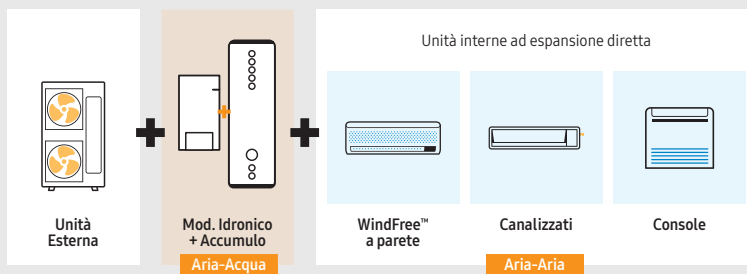 Unità interne ad espansione diretta
Unità
Esterna
Mod. Idronico
+ Accumulo
Aria-Acqua
WindFree™
a parete
Canalizzati
Console
Aria-Aria